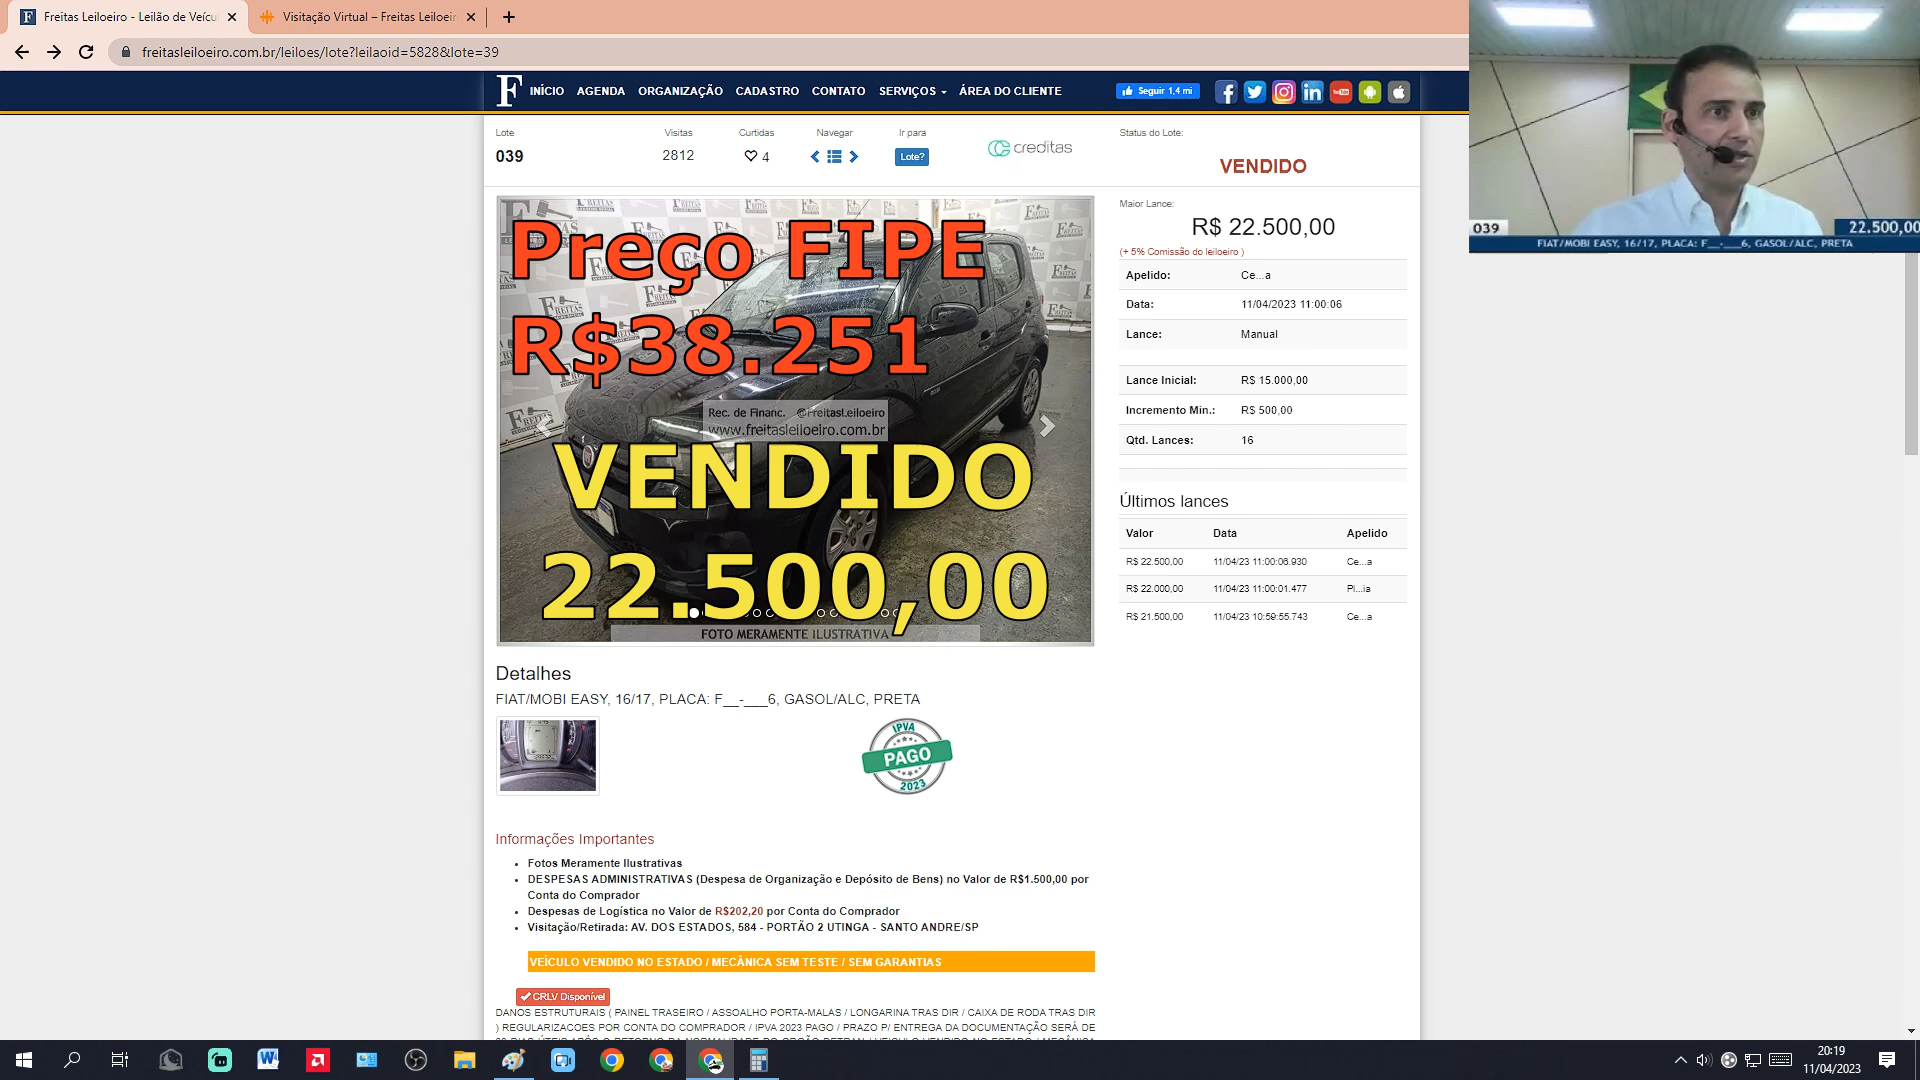 Freitas Leiloeiro - Leilão de Veícu
Visitação Virtual – Freitas Leiloeir
freitasleiloeiro.com.br/leiloes/lote?leilaoid=5828&lote=39
F
INÍCIO AGENDA ORGANIZAÇÃO CADASTRO CONTATO SERVIÇOS ÁREA DO CLIENTE
Seguir 1,4 mi
Lote
039
Visitas
2812
Curtidas
4
Navegar
Ir para
Lote?
creditas
Status do Lote:
VENDIDO
Preço FIPE
R$38.251
Rec. de Financ. @FreitasLeiloeiro
www.freitasleiloeiro.com.br
VENDIDO
22.500,00
FOTO MERAMENTE ILUSTRATIVA
Maior Lance:
R$ 22.500,00
(+ 5% Comissão do leiloeiro )
Apelido: Ce...a
Data: 11/04/2023 11:00:06
Lance: Manual
Lance Inicial: R$ 15.000,00
Incremento Min.: R$ 500,00
Qtd. Lances: 16
Últimos lances
Valor Data Apelido
R$ 22.500,00 11/04/23 11:00:06.930 Ce...a
R$ 22.000,00 11/04/23 11:00:01.477 Pl...ia
R$ 21.500,00 11/04/23 10:59:55.743 Ce...a
039
22.500,00
FIAT/MOBI EASY, 16/17, PLACA: F__-___6, GASOL/ALC, PRETA
Detalhes
FIAT/MOBI EASY, 16/17, PLACA: F__-___6, GASOL/ALC, PRETA
IPVA
PAGO
2023
Informações Importantes
Fotos Meramente Ilustrativas
DESPESAS ADMINISTRATIVAS (Despesa de Organização e Depósito de Bens) no Valor de R$1.500,00 por
Conta do Comprador
Despesas de Logística no Valor de R$202,20 por Conta do Comprador
Visitação/Retirada: AV. DOS ESTADOS, 584 - PORTÃO 2 UTINGA - SANTO ANDRE/SP
VEÍCULO VENDIDO NO ESTADO / MECÂNICA SEM TESTE / SEM GARANTIAS
CRLV Disponível
DANOS ESTRUTURAIS ( PAINEL TRASEIRO / ASSOALHO PORTA-MALAS / LONGARINA TRAS DIR / CAIXA DE RODA TRAS DIR
) REGULARIZACOES POR CONTA DO COMPRADOR / IPVA 2023 PAGO / PRAZO P/ ENTREGA DA DOCUMENTAÇÃO SERÁ DE
20:19
11/04/2023